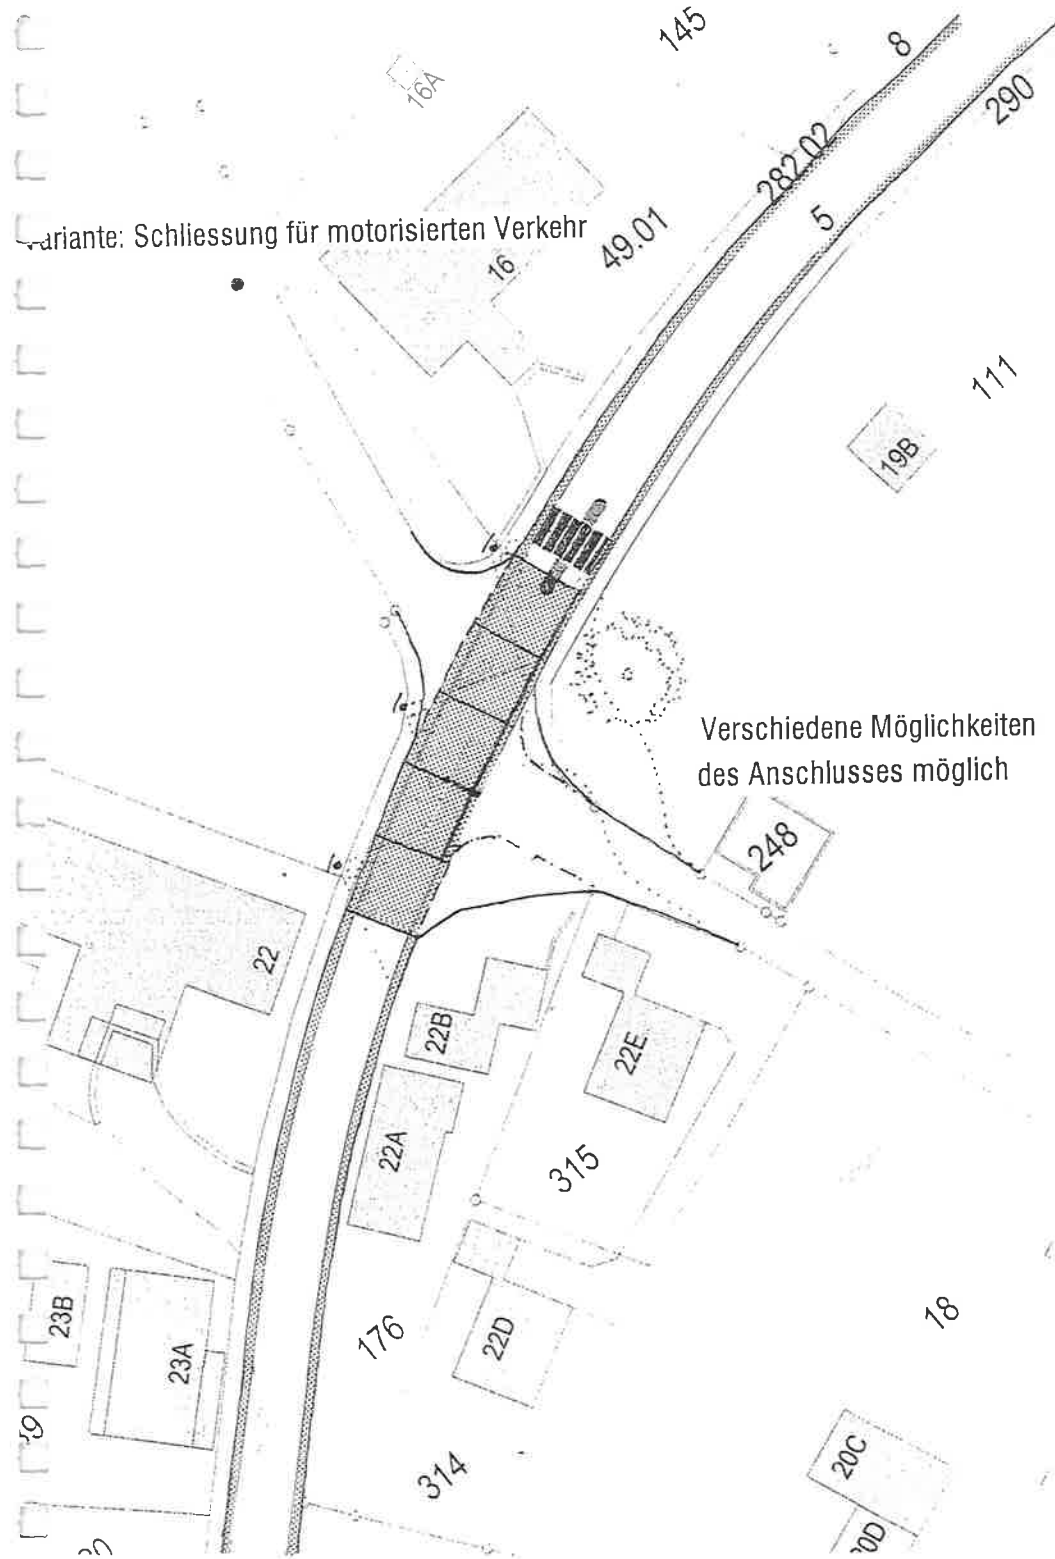 145
8
290
16A
282.02
5
ariante: Schliessung für motorisierten Verkehr
49.01
16
111
19B
Verschiedene Möglichkeiten
des Anschlusses möglich
248
22
22B
22E
22A
315
23B
23A
176
22D
18
314
20C